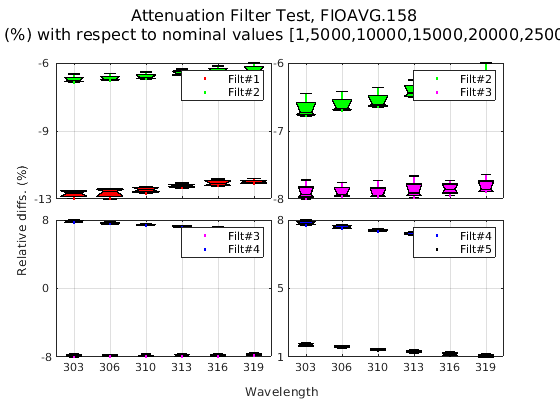 Attenuation Filter Test, FIOAVG.158
(%) with respect to nominal values [1,5000,10000,15000,20000,2500
-6
-9
-13
Filt#1
Filt#2
-6
-7
-8
Filt#2
Filt#3
Relative diffs. (%)
8
0
-8
Filt#3
Filt#4
303 306 310 313 316 319
8
5
1
Filt#4
Filt#5
303 306 310 313 316 319
Wavelength